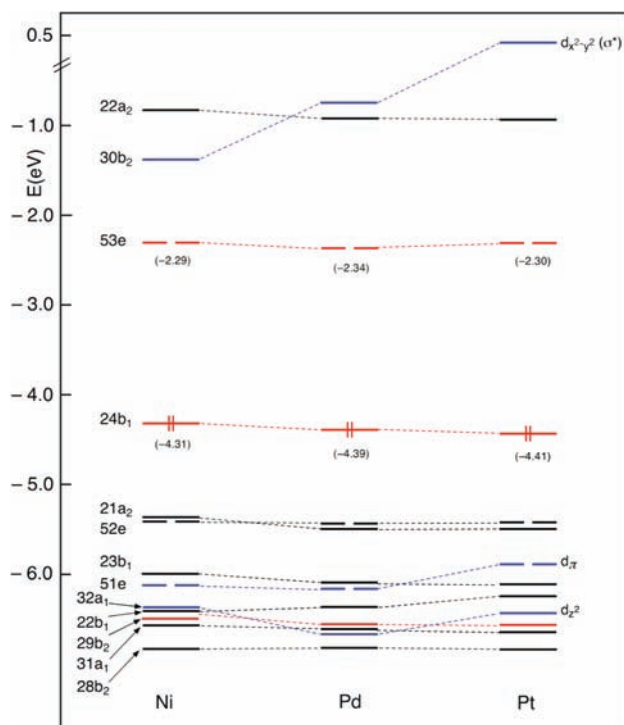 0.5
dx²-y² (σ*)
22a₂
− 1.0
E(eV)
30b₂
− 2.0
53e
(−2.29) (−2.34) (−2.30)
− 3.0
− 4.0
24b₁
(−4.31) (−4.39) (−4.41)
− 5.0
21a₂
52e
23b₁
dπ
− 6.0
51e
32a₁
dz²
22b₁
29b₂
31a₁
28b₂
Ni Pd Pt